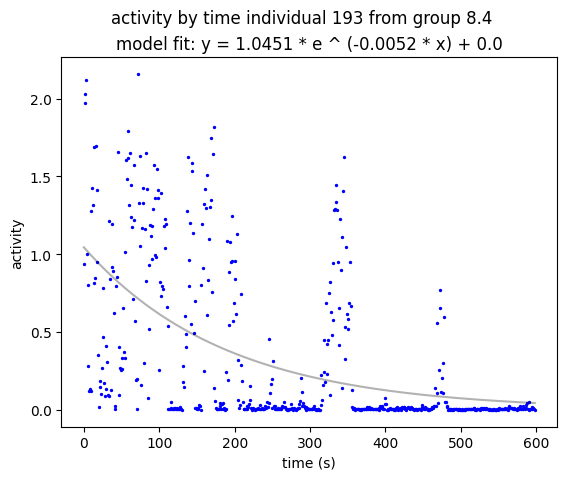 activity by time individual 193 from group 8.4
model fit: y = 1.0451 * e ^ (-0.0052 * x) + 0.0
2.0
1.5
1.0
0.5
0.0
activity
0 100 200 300 400 500 600
time (s)